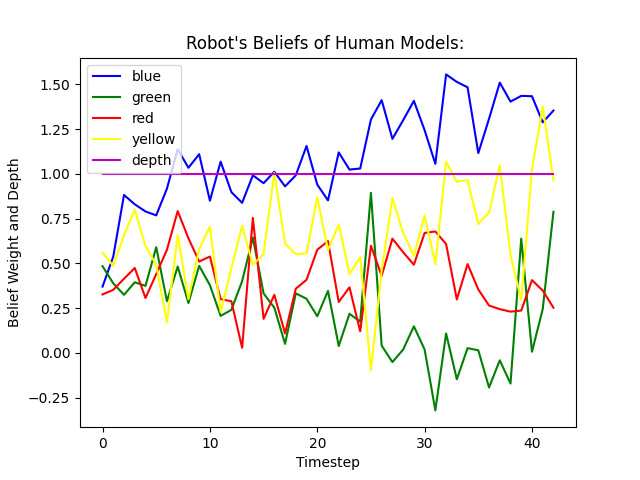 Robot's Beliefs of Human Models:
blue
green
red
yellow
depth
1.50
1.25
1.00
0.75
0.50
0.25
0.00
−0.25
Belief Weight and Depth
0 10 20 30 40
Timestep